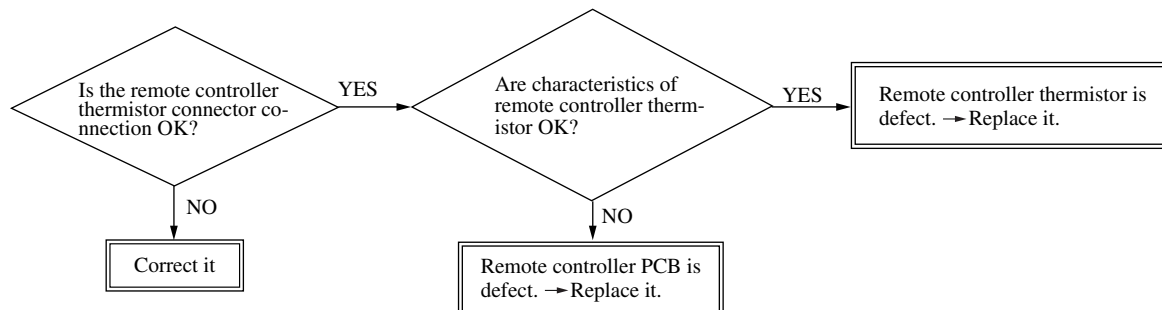 Is the remote controller
thermistor connector co-
nnection OK?
YES
Are characteristics of
remote controller therm-
istor OK?
YES
Remote controller thermistor is
defect. → Replace it.
NO
Correct it
NO
Remote controller PCB is
defect. → Replace it.